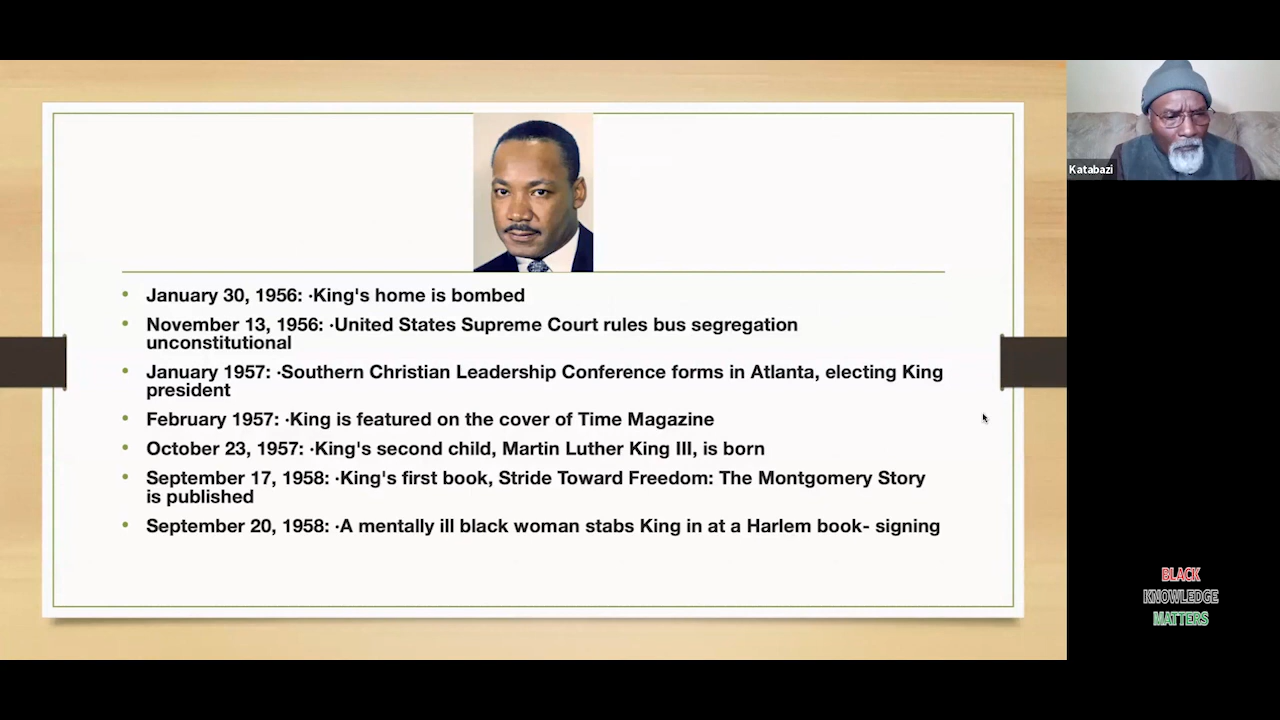 January 30, 1956: ·King's home is bombed
November 13, 1956: ·United States Supreme Court rules bus segregation
unconstitutional
January 1957: ·Southern Christian Leadership Conference forms in Atlanta, electing King
president
February 1957: ·King is featured on the cover of Time Magazine
October 23, 1957: ·King's second child, Martin Luther King III, is born
September 17, 1958: ·King's first book, Stride Toward Freedom: The Montgomery Story
is published
September 20, 1958: ·A mentally ill black woman stabs King in at a Harlem book- signing
Katabazi
BLACK
KNOWLEDGE
MATTERS